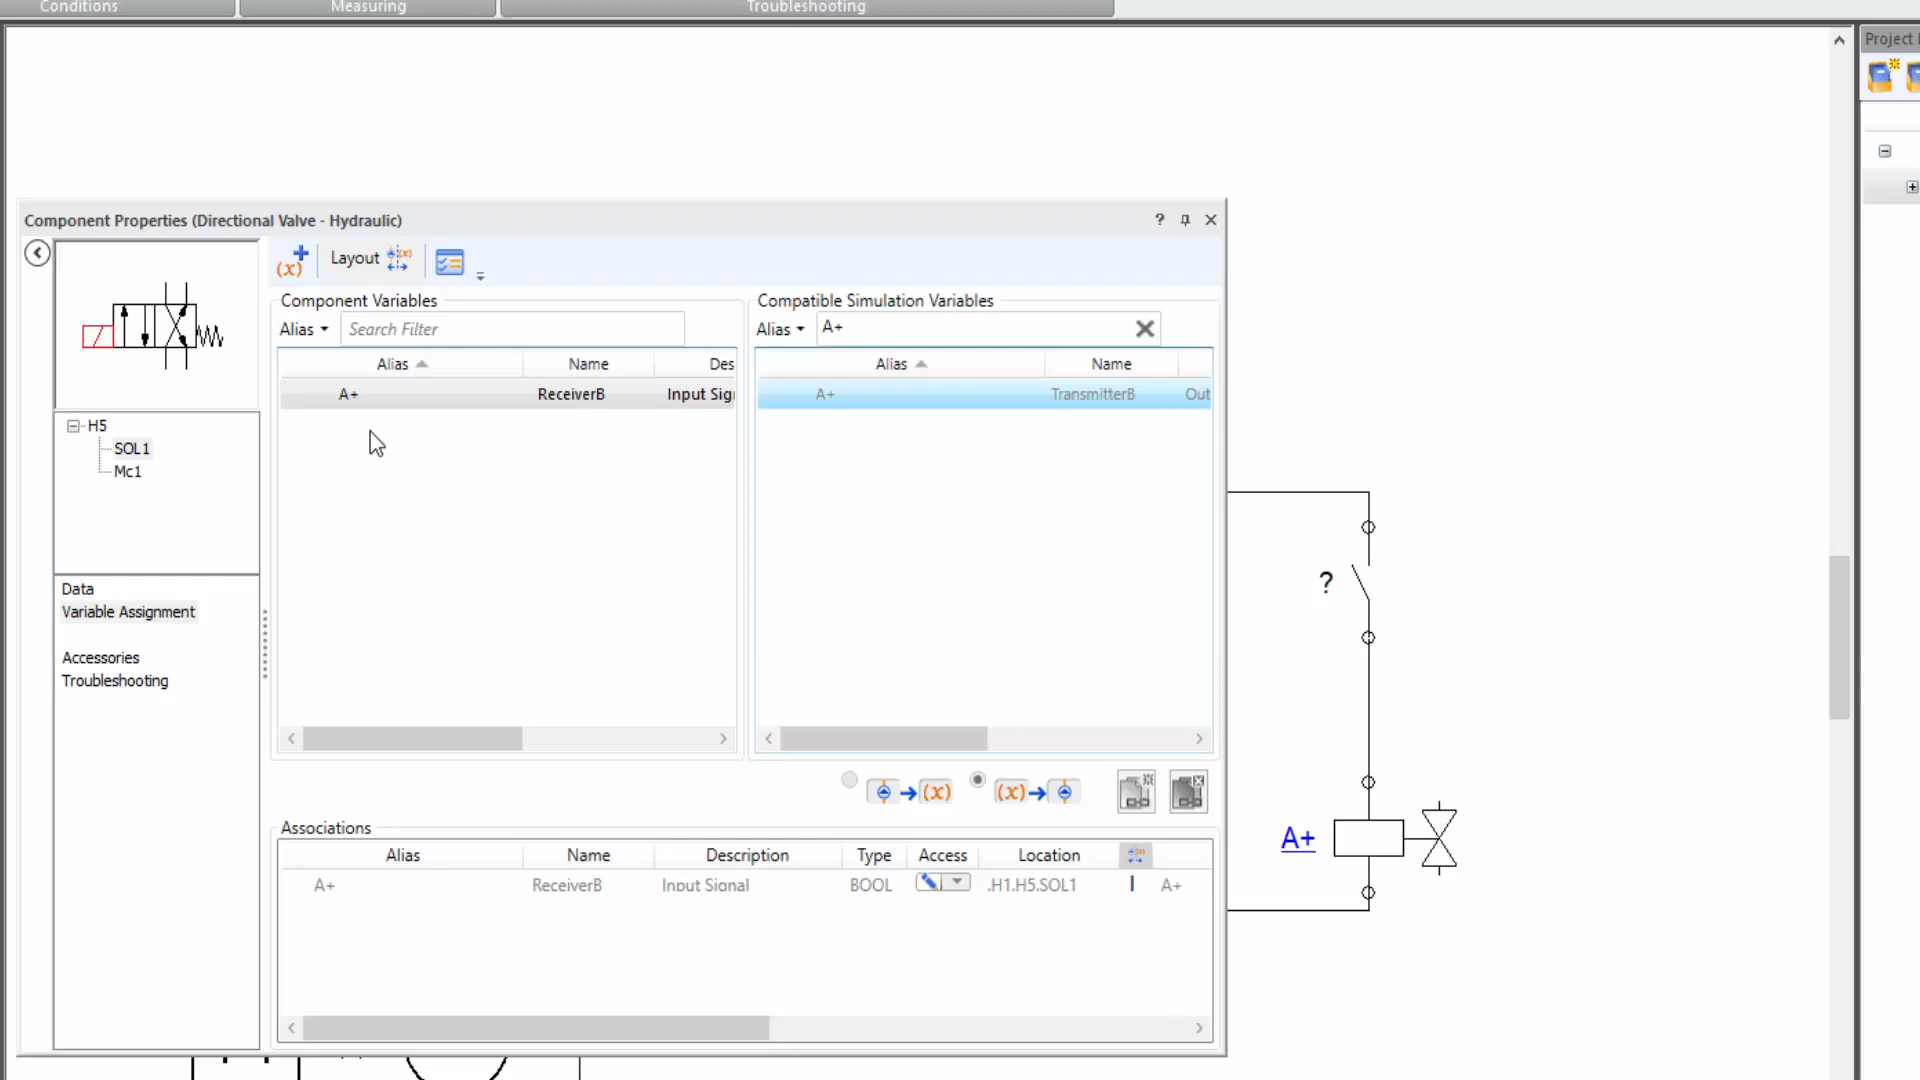 Conditions
Measuring
Troubleshooting
Project
Component Properties (Directional Valve - Hydraulic)
?
(x)
Layout
Component Variables
Compatible Simulation Variables
Alias
Search Filter
Alias
A+
Alias
Name
Des
Alias
Name
A+
ReceiverB
Input Sig
A+
TransmitterB
Out
H5
SOL1
Mc1
Data
Variable Assignment
Accessories
Troubleshooting
?
(x)
(x)
A+
Associations
Alias
Name
Description
Type
Access
Location
A+
ReceiverB
Input Signal
BOOL
.H1.H5.SOL1
I
A+